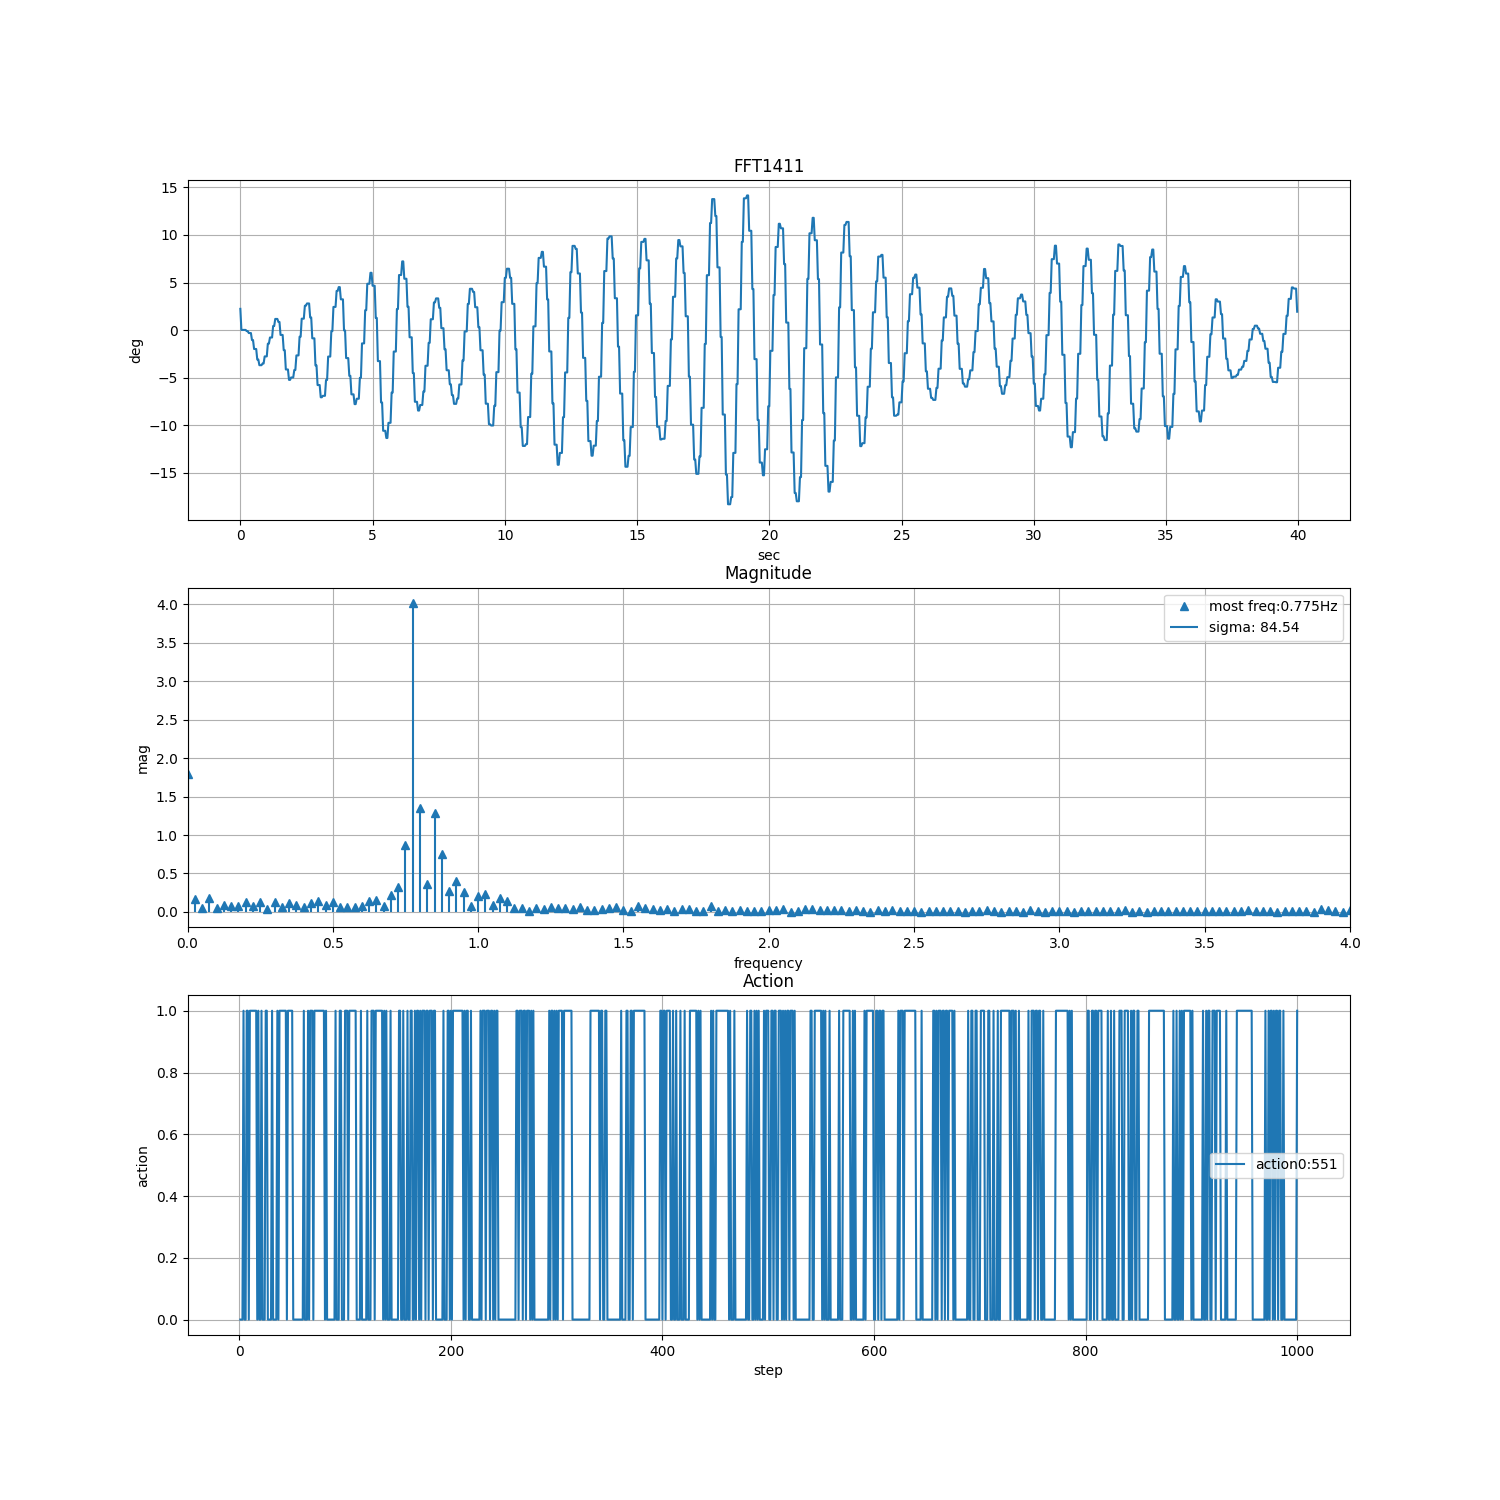 FFT1411
15
10
5
0
−5
−10
−15
deg
0 5 10 15 20 25 30 35 40
sec
Magnitude
4.0
3.5
3.0
2.5
2.0
1.5
1.0
0.5
0.0
mag
most freq:0.775Hz
sigma: 84.54
0.0 0.5 1.0 1.5 2.0 2.5 3.0 3.5 4.0
frequency
Action
1.0
0.8
0.6
0.4
0.2
0.0
action
action0:551
0 200 400 600 800 1000
step